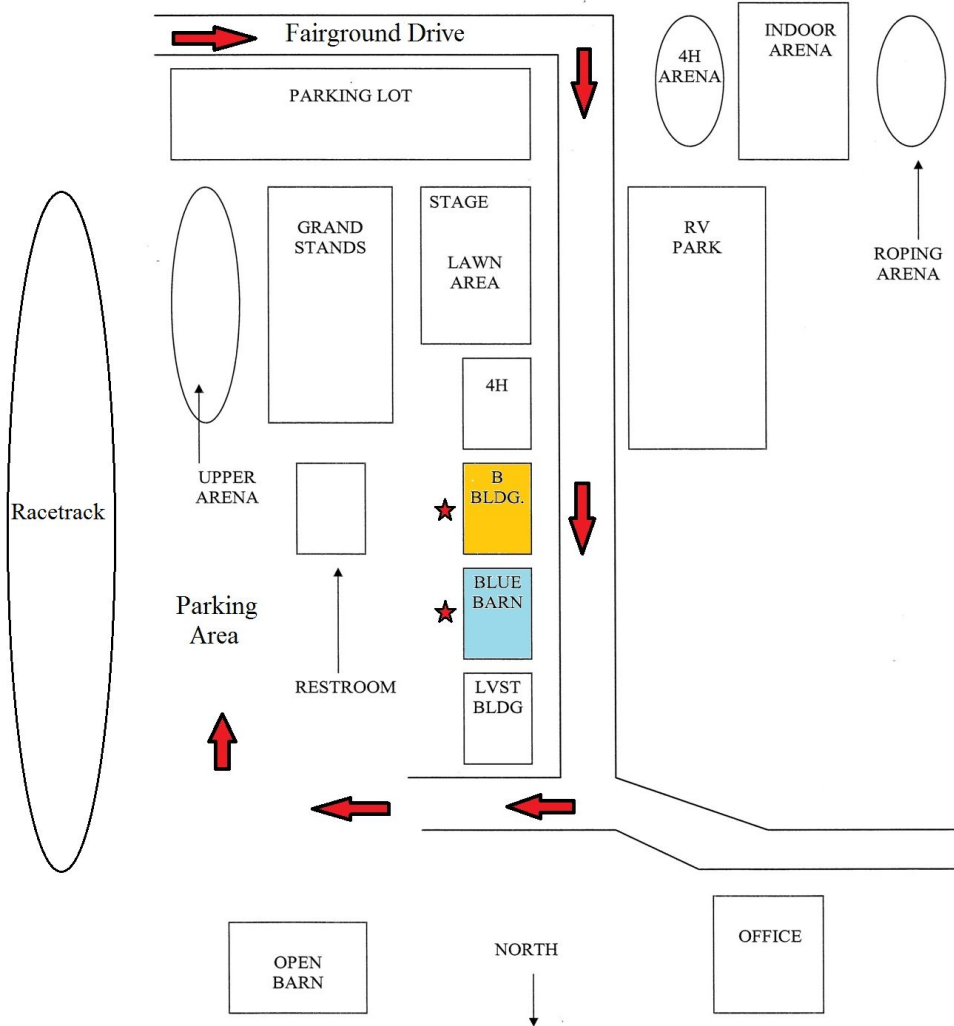 Fairground Drive
PARKING LOT
4H
ARENA
INDOOR
ARENA
ROPING
ARENA
GRAND
STANDS
STAGE
LAWN
AREA
RV
PARK
4H
UPPER
ARENA
B
BLDG.
Racetrack
BLUE
BARN
Parking
Area
RESTROOM
LVST
BLDG
OPEN
BARN
NORTH
OFFICE